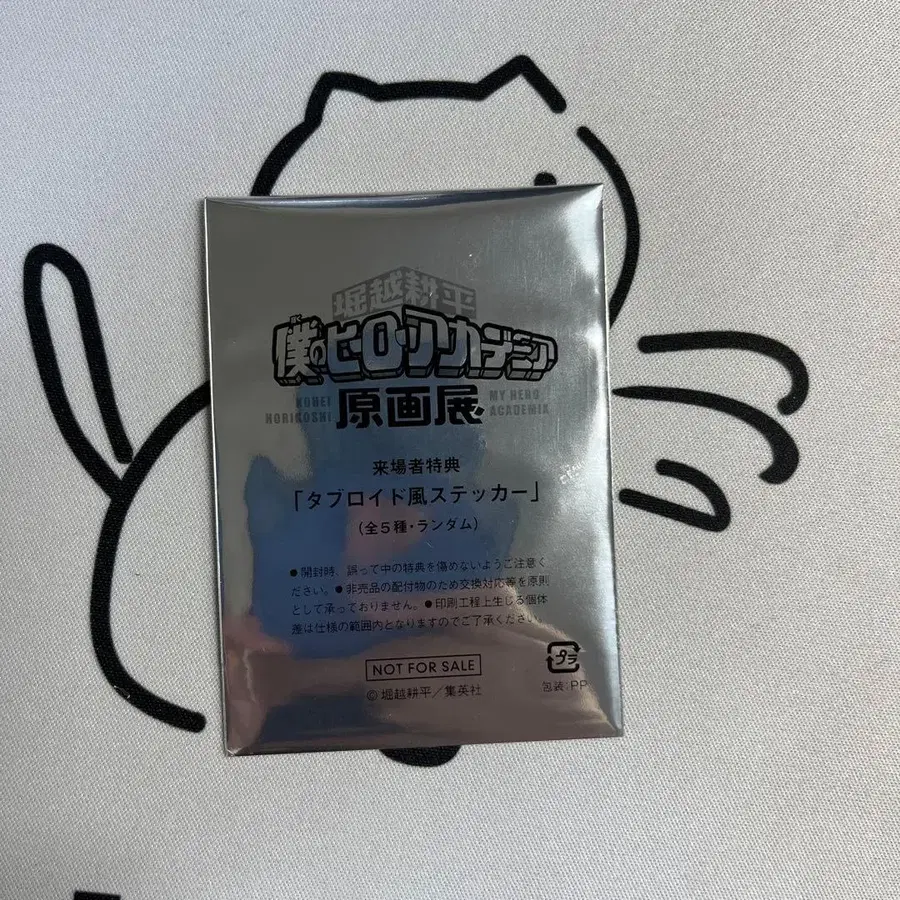 堀越耕平
僕のヒーローアカデミア
KOHEI
HORIKOSHI
原画展
MY HERO
ACADEMIA
来場者特典
「タブロイド風ステッカー」
(全5種・ランダム)
●開封時、誤って中の特典を傷めないようご注意く
ださい。●非売品の配付物のため交換対応等を原則
として承っておりません。●印刷工程上生じる個体
差は仕様の範囲内となりますのでご了承ください。
NOT FOR SALE
プラ
包装:PP
©堀越耕平/集英社